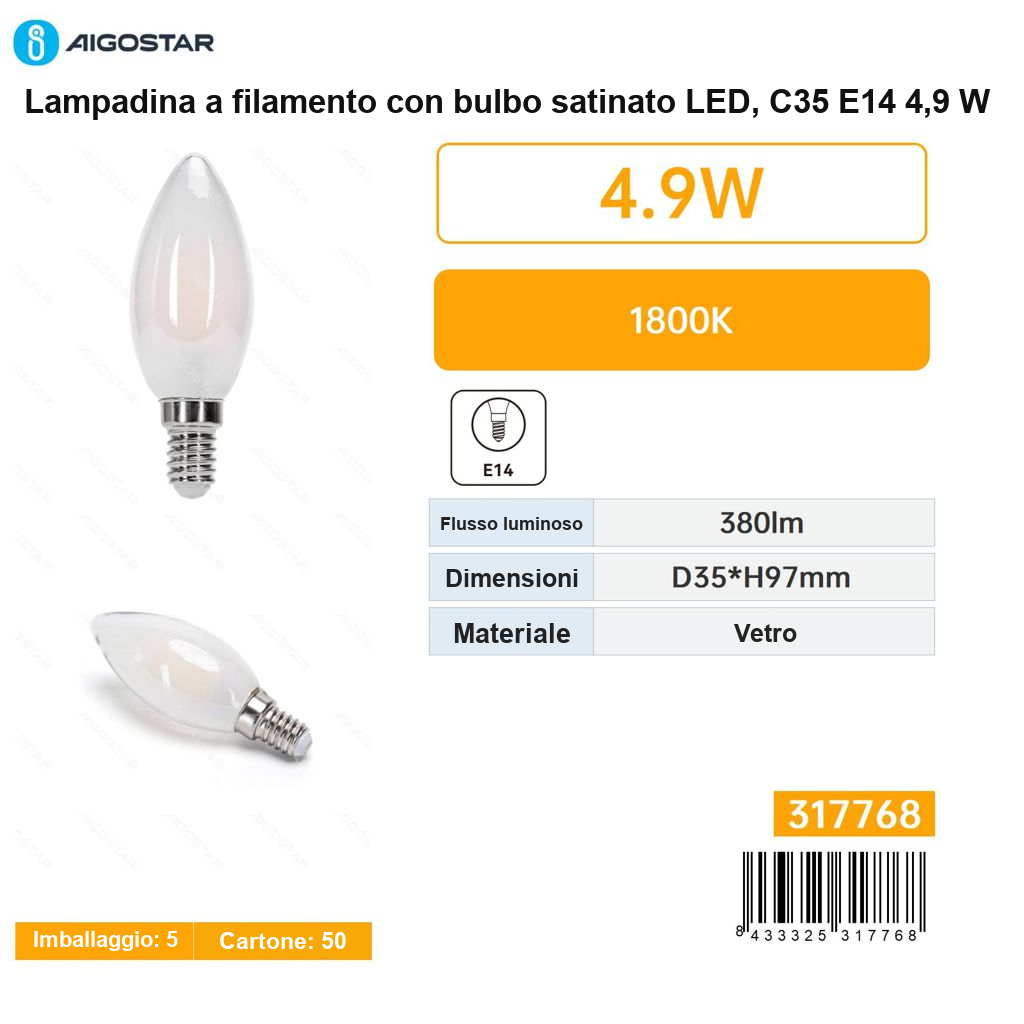 AIGOSTAR
Lampadina a filamento con bulbo satinato LED, C35 E14 4,9 W
4.9W
1800K
E14
Flusso luminoso 380lm
Dimensioni D35*H97mm
Materiale Vetro
317768
8 433325 317768
Imballaggio: 5 Cartone: 50